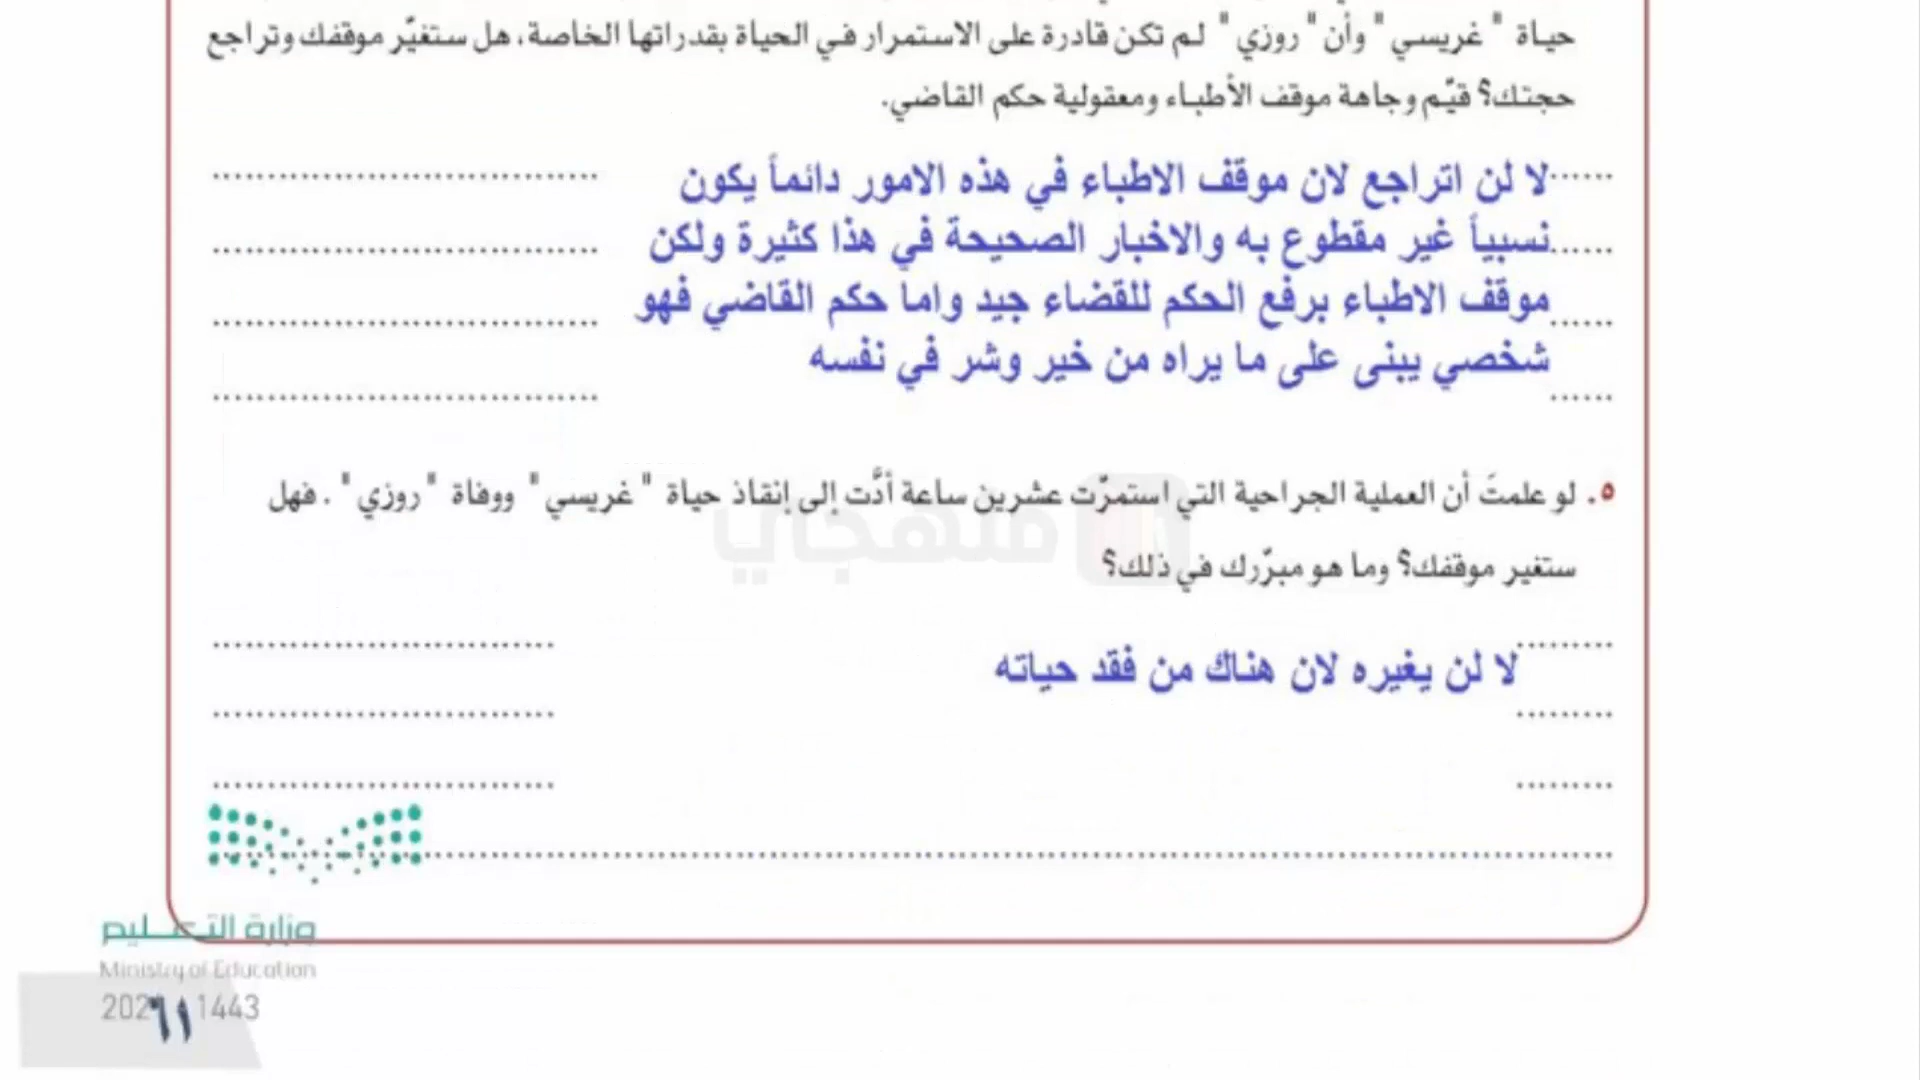 حياة " غريسي" وأن" روزي" لم تكن قادرة على الاستمرار في الحياة بقدراتها الخاصة، هل ستغيّر موقفك وتراجع
حجتك؟ قيّم وجاهة موقف الأطباء ومعقولية حكم القاضي.
لا لن اتراجع لان موقف الاطباء في هذه الامور دائماً يكون
نسبياً غير مقطوع به والاخبار الصحيحة في هذا كثيرة ولكن
موقف الاطباء برفع الحكم للقضاء جيد واما حكم القاضي فهو
شخصي يبنى على ما يراه من خير وشر في نفسه
٥. لو علمتَ أن العملية الجراحية التي استمرّت عشرين ساعة أدَّت إلى إنقاذ حياة " غريسي" ووفاة "روزي" . فهل
ستغير موقفك؟ وما هو مبرّرك في ذلك؟
منهجي
لا لن يغيره لان هناك من فقد حياته
وزارة التعليم
Ministry of Education
1443
٦١